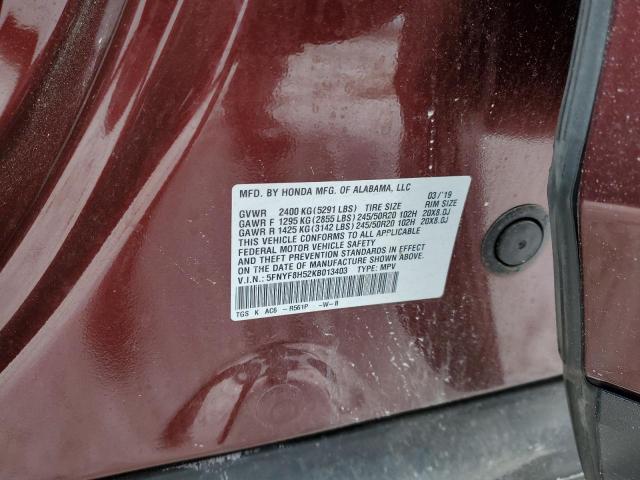 MFD. BY HONDA MFG. OF ALABAMA, LLC 03/'19
GVWR 2400 KG(5291 LBS) TIRE SIZE RIM SIZE
GAWR F 1295 KG(2855 LBS) 245/50R20 102H 20X8.0J
GAWR R 1425 KG(3142 LBS) 245/50R20 102H 20X8.0J
THIS VEHICLE CONFORMS TO ALL APPLICABLE
FEDERAL MOTOR VEHICLE SAFETY
AND THEFT PREVENTION STANDARDS IN EFFECT
ON THE DATE OF MANUFACTURE SHOWN ABOVE.
V.I.N.: 5FNYF8H52KB013403 TYPE: MPV
TGS K AC6 -R561P -W-R